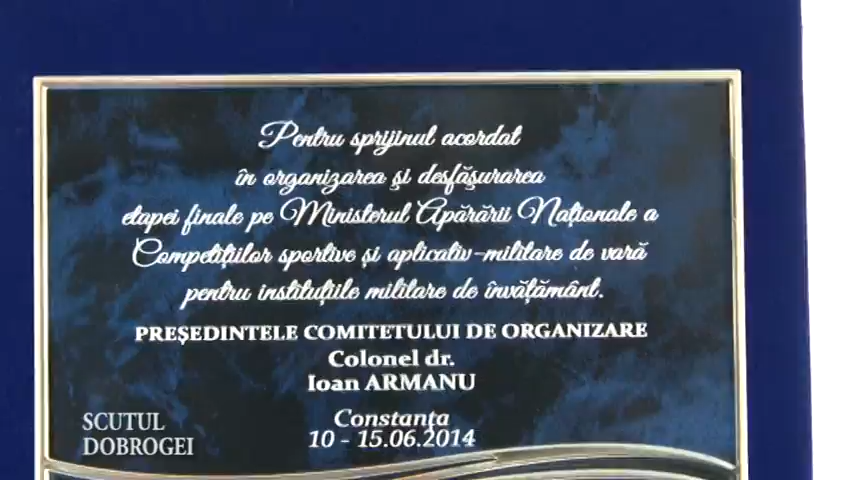 Pentru sprijinul acordat
în organizarea și desfășurarea
etapei finale pe Ministerul Apărării Naționale a
Competițiilor sportive și aplicativ-militare de vară
pentru instituțiile militare de învățământ.
PREȘEDINTELE COMITETULUI DE ORGANIZARE
Colonel dr.
Ioan ARMANU
SCUTUL
DOBROGEI
Constanța
10 - 15.06.2014